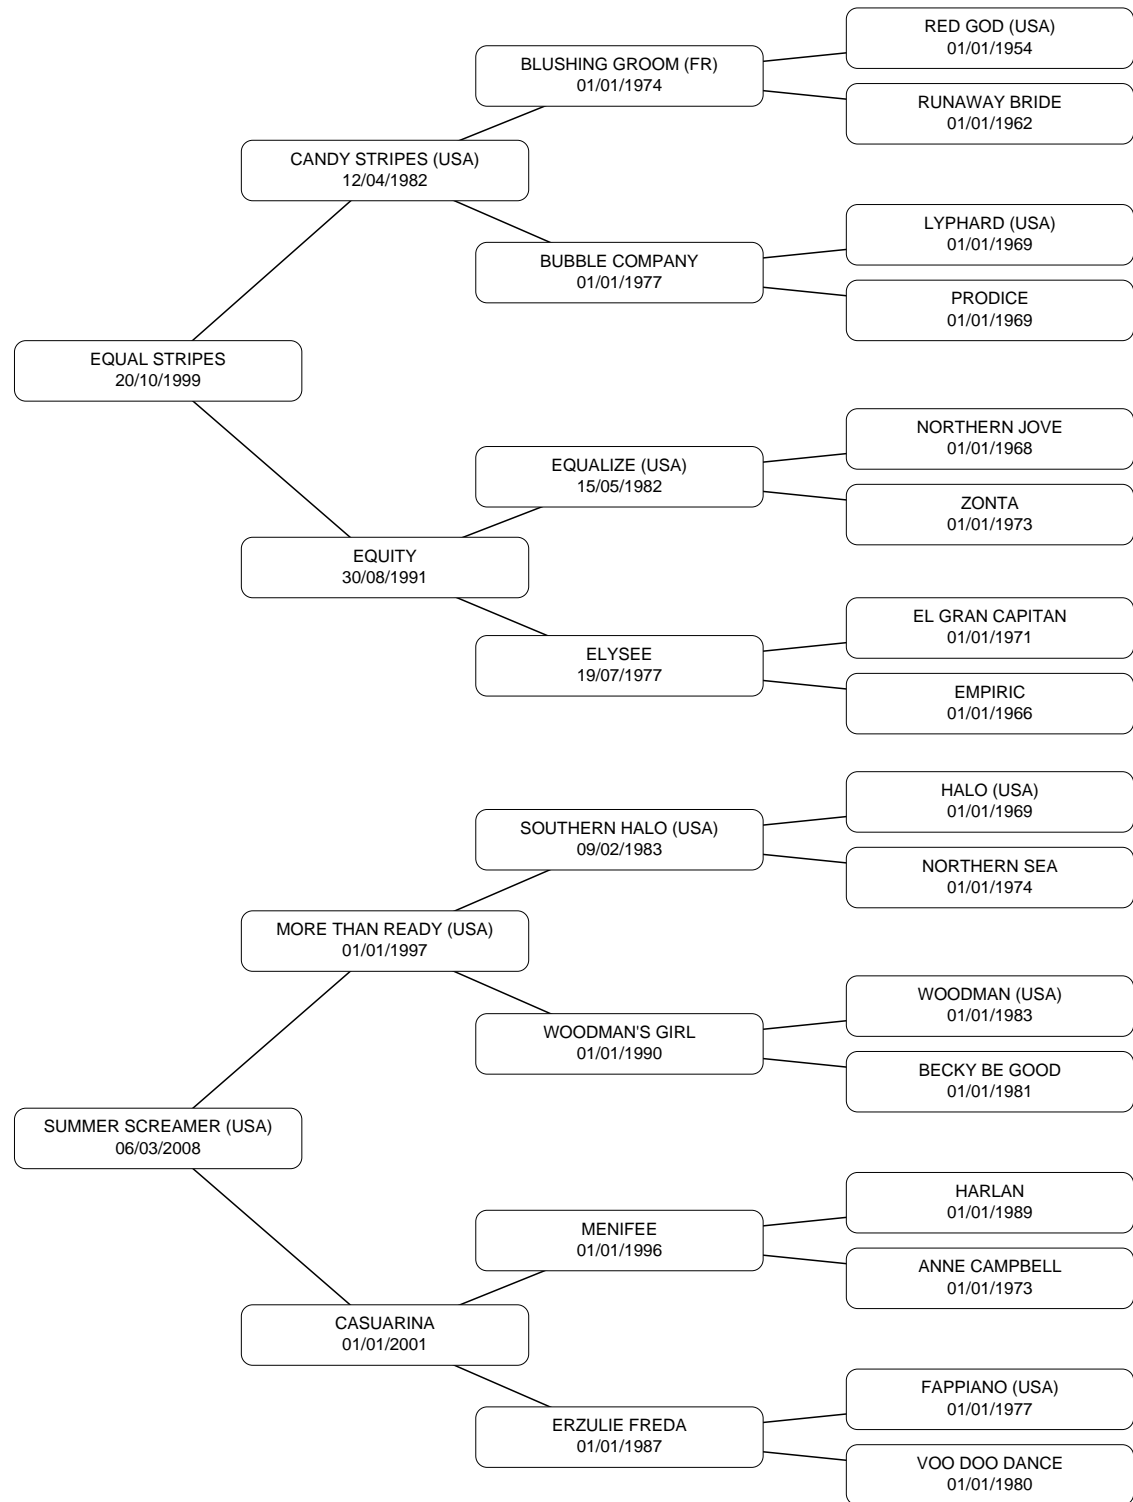 RED GOD (USA)
01/01/1954
BLUSHING GROOM (FR)
01/01/1974
RUNAWAY BRIDE
01/01/1962
CANDY STRIPES (USA)
12/04/1982
LYPHARD (USA)
01/01/1969
BUBBLE COMPANY
01/01/1977
PRODICE
01/01/1969
EQUAL STRIPES
20/10/1999
NORTHERN JOVE
01/01/1968
EQUALIZE (USA)
15/05/1982
ZONTA
01/01/1973
EQUITY
30/08/1991
EL GRAN CAPITAN
01/01/1971
ELYSEE
19/07/1977
EMPIRIC
01/01/1966
HALO (USA)
01/01/1969
SOUTHERN HALO (USA)
09/02/1983
NORTHERN SEA
01/01/1974
MORE THAN READY (USA)
01/01/1997
WOODMAN (USA)
01/01/1983
WOODMAN'S GIRL
01/01/1990
BECKY BE GOOD
01/01/1981
SUMMER SCREAMER (USA)
06/03/2008
HARLAN
01/01/1989
MENIFEE
01/01/1996
ANNE CAMPBELL
01/01/1973
CASUARINA
01/01/2001
FAPPIANO (USA)
01/01/1977
ERZULIE FREDA
01/01/1987
VOO DOO DANCE
01/01/1980